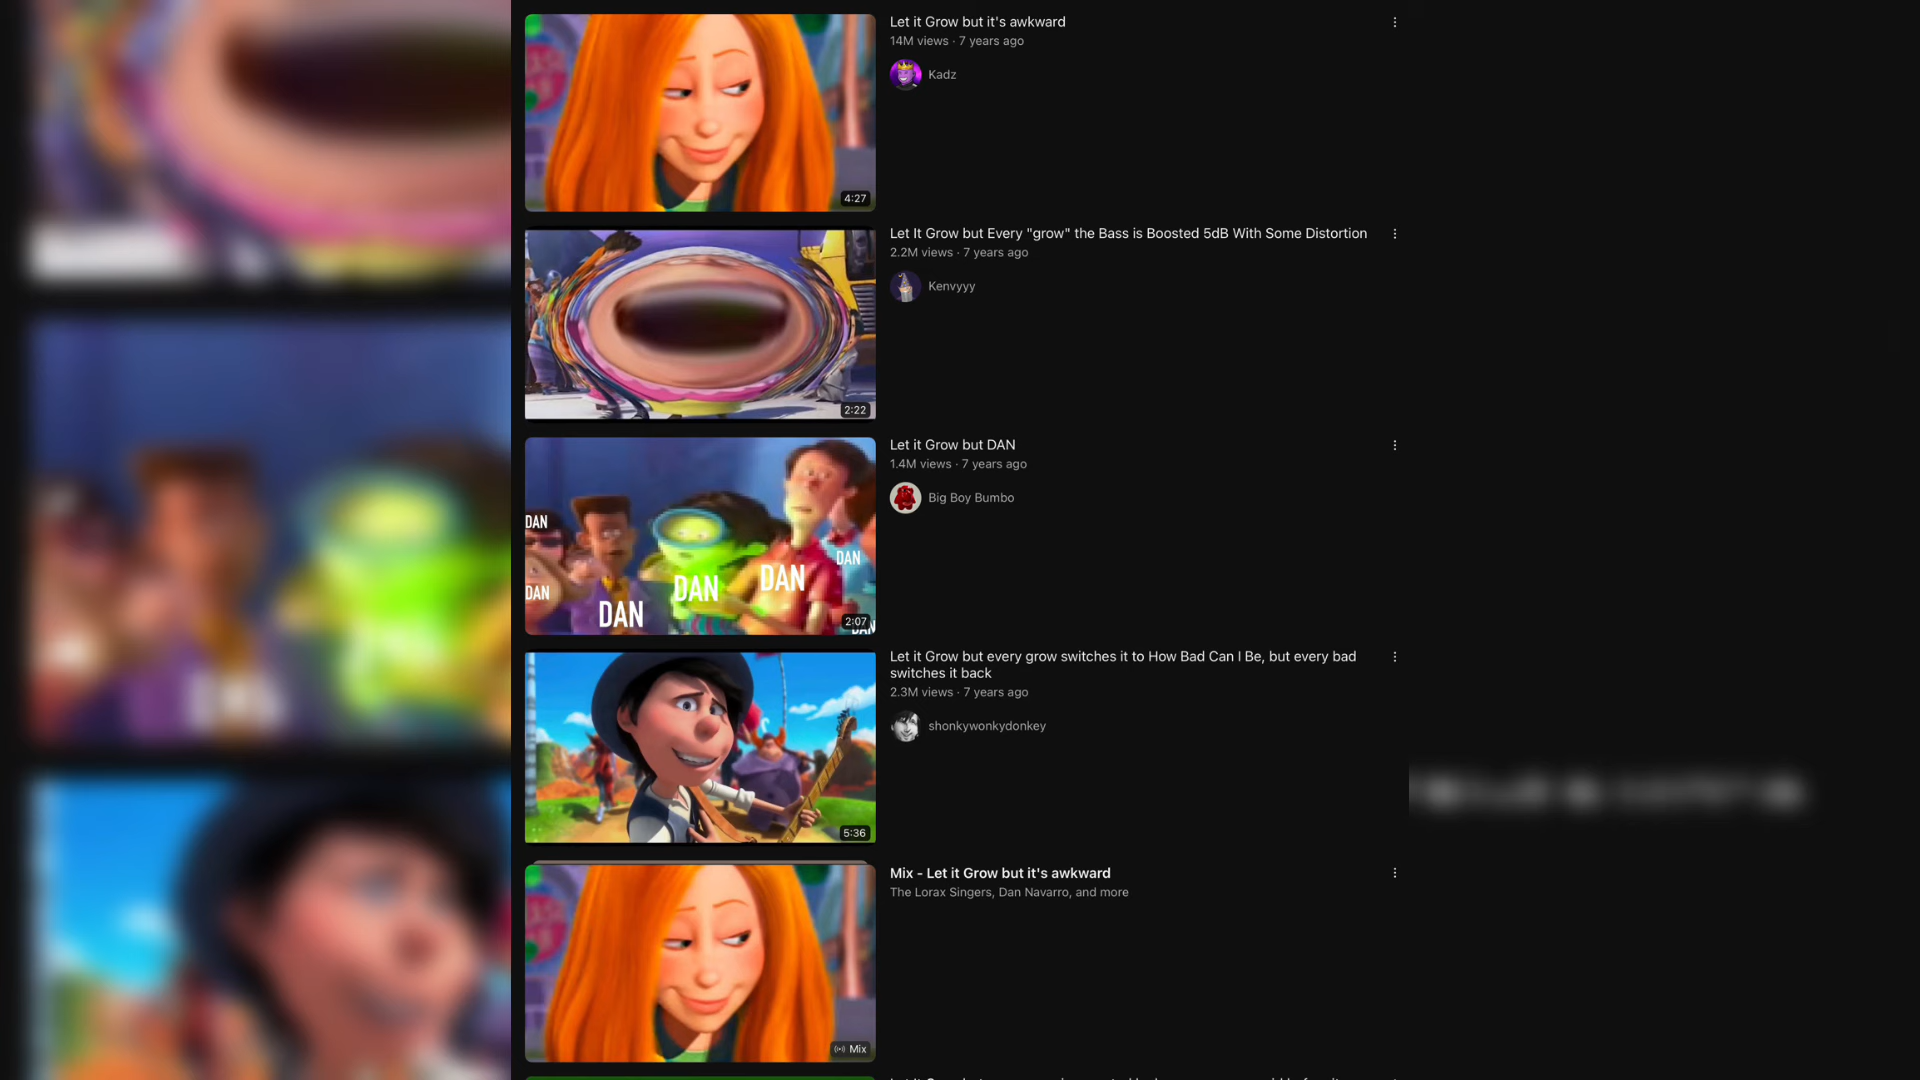 Let it Grow but it's awkward
14M views · 7 years ago
Kadz
4:27
Let It Grow but Every "grow" the Bass is Boosted 5dB With Some Distortion
2.2M views · 7 years ago
Kenvyyy
2:22
Let it Grow but DAN
1.4M views · 7 years ago
Big Boy Bumbo
DAN
DAN
DAN
DAN
DAN
DAN
DAN
2:07
Let it Grow but every grow switches it to How Bad Can I Be, but every bad
switches it back
2.3M views · 7 years ago
shonkywonkydonkey
5:36
Mix - Let it Grow but it's awkward
The Lorax Singers, Dan Navarro, and more
Mix